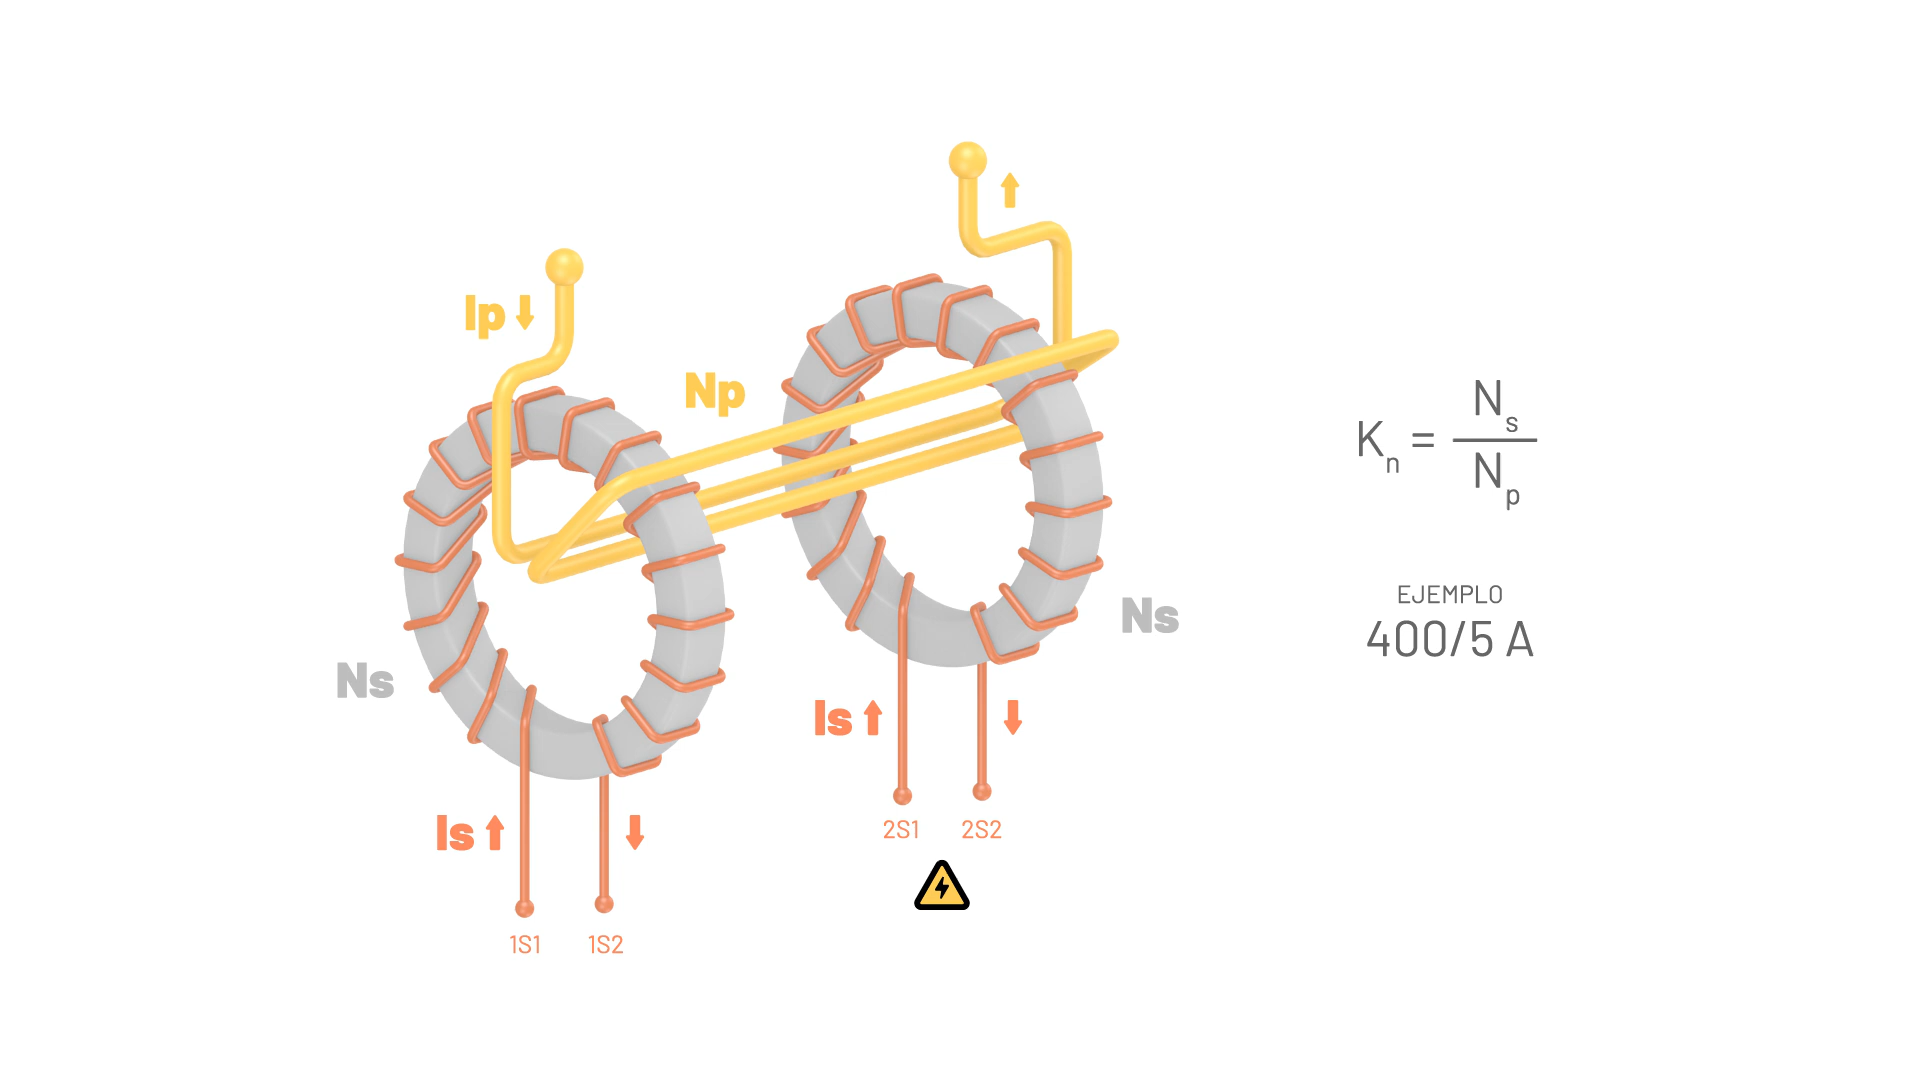 Ip
Np
Ns
Is
1S1 1S2
Ns
Is
2S1 2S2
Kn = Ns
Np
EJEMPLO
400/5 A